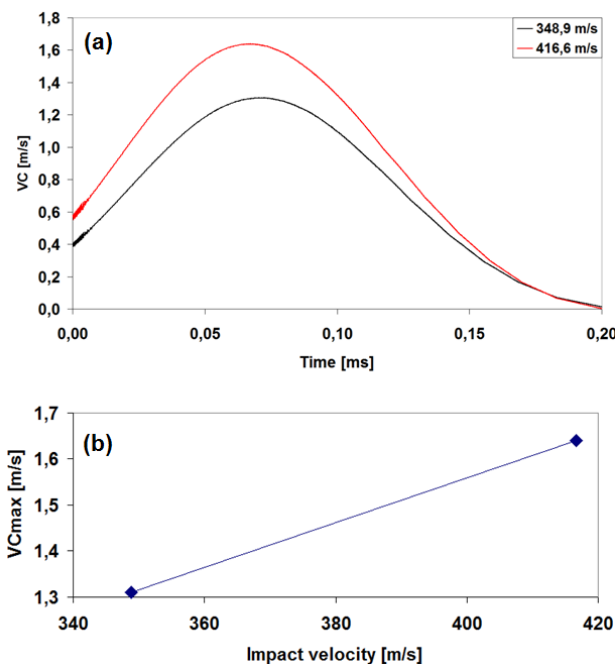 (a)
348,9 m/s
416,6 m/s
VC [m/s]
1,8
1,6
1,4
1,2
1,0
0,8
0,6
0,4
0,2
0,0
0,00 0,05 0,10 0,15 0,20
Time [ms]
(b)
VCmax [m/s]
1,7
1,6
1,5
1,4
1,3
340 360 380 400 420
Impact velocity [m/s]